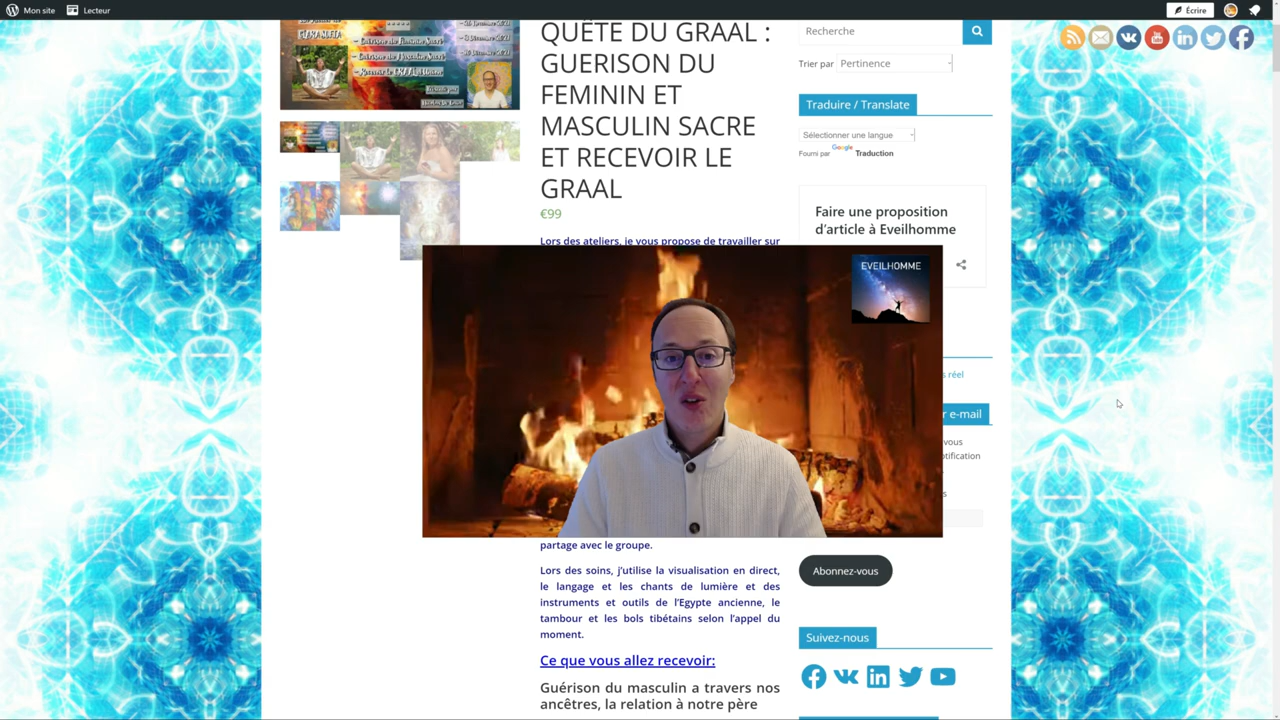 Mon site
Lecteur
Écrire
QUÊTE DU GRAAL :
GUERISON DU
FEMININ ET
MASCULIN SACRE
ET RECEVOIR LE
GRAAL
€99
Lors des ateliers, je vous propose de travailler sur
EVEILHOMME
partage avec le groupe.
Lors des soins, j’utilise la visualisation en direct,
le langage et les chants de lumière et des
instruments et outils de l’Egypte ancienne, le
tambour et les bols tibétains selon l’appel du
moment.
Ce que vous allez recevoir:
Guérison du masculin a travers nos
ancêtres, la relation à notre père
Recherche
Trier par Pertinence
Traduire / Translate
Sélectionner une langue
Fourni par Google Traduction
Faire une proposition
d’article à Eveilhomme
s réel
r e-mail
vous
otification
s
Abonnez-vous
Suivez-nous